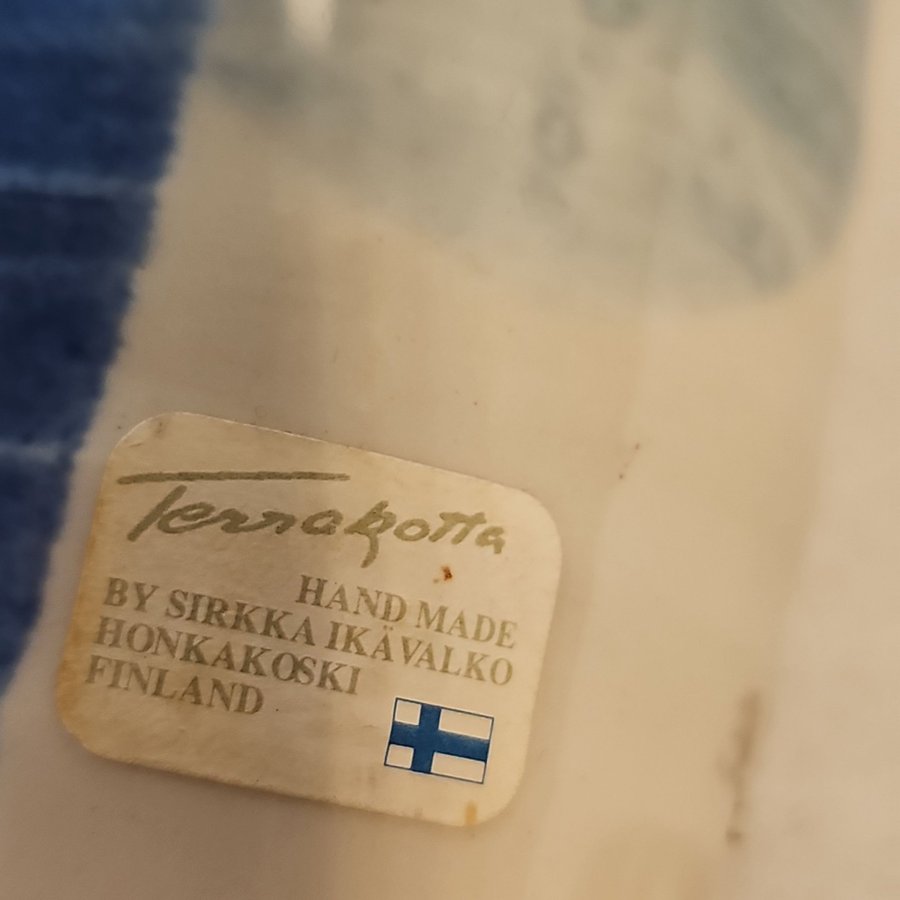 Terrakotta
HAND MADE
BY SIRKKA IKÄVALKO
HONKAKOSKI
FINLAND